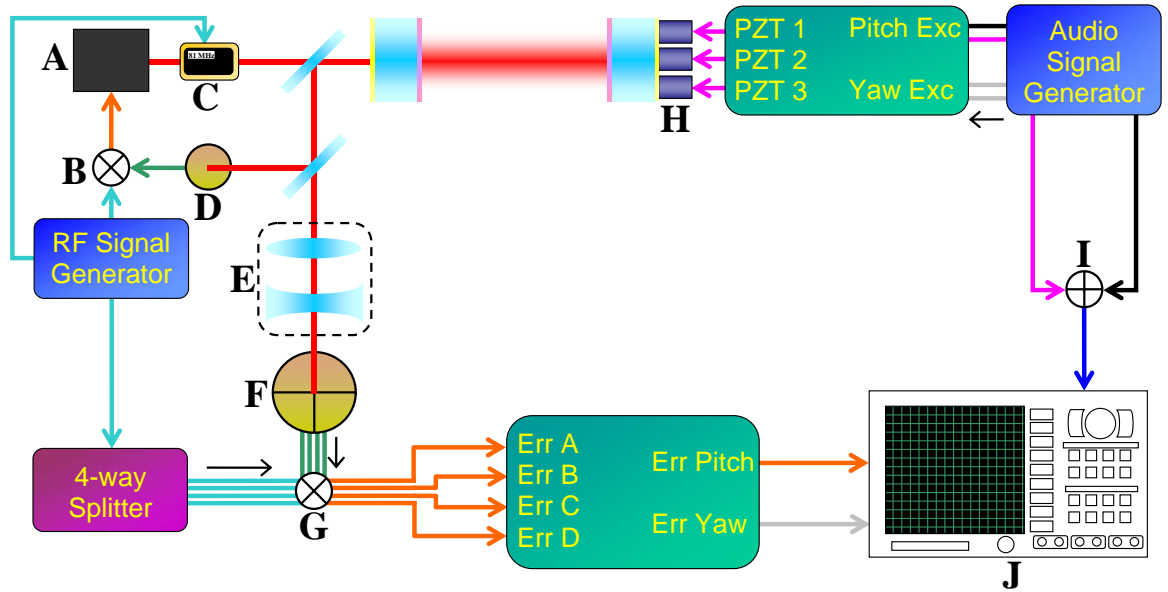 A
81 MHz
C
PZT 1
PZT 2
PZT 3
Pitch Exc
Yaw Exc
Audio
Signal
Generator
H
B
D
RF Signal
Generator
E
I
F
4-way
Splitter
G
Err A
Err B
Err C
Err D
Err Pitch
Err Yaw
J